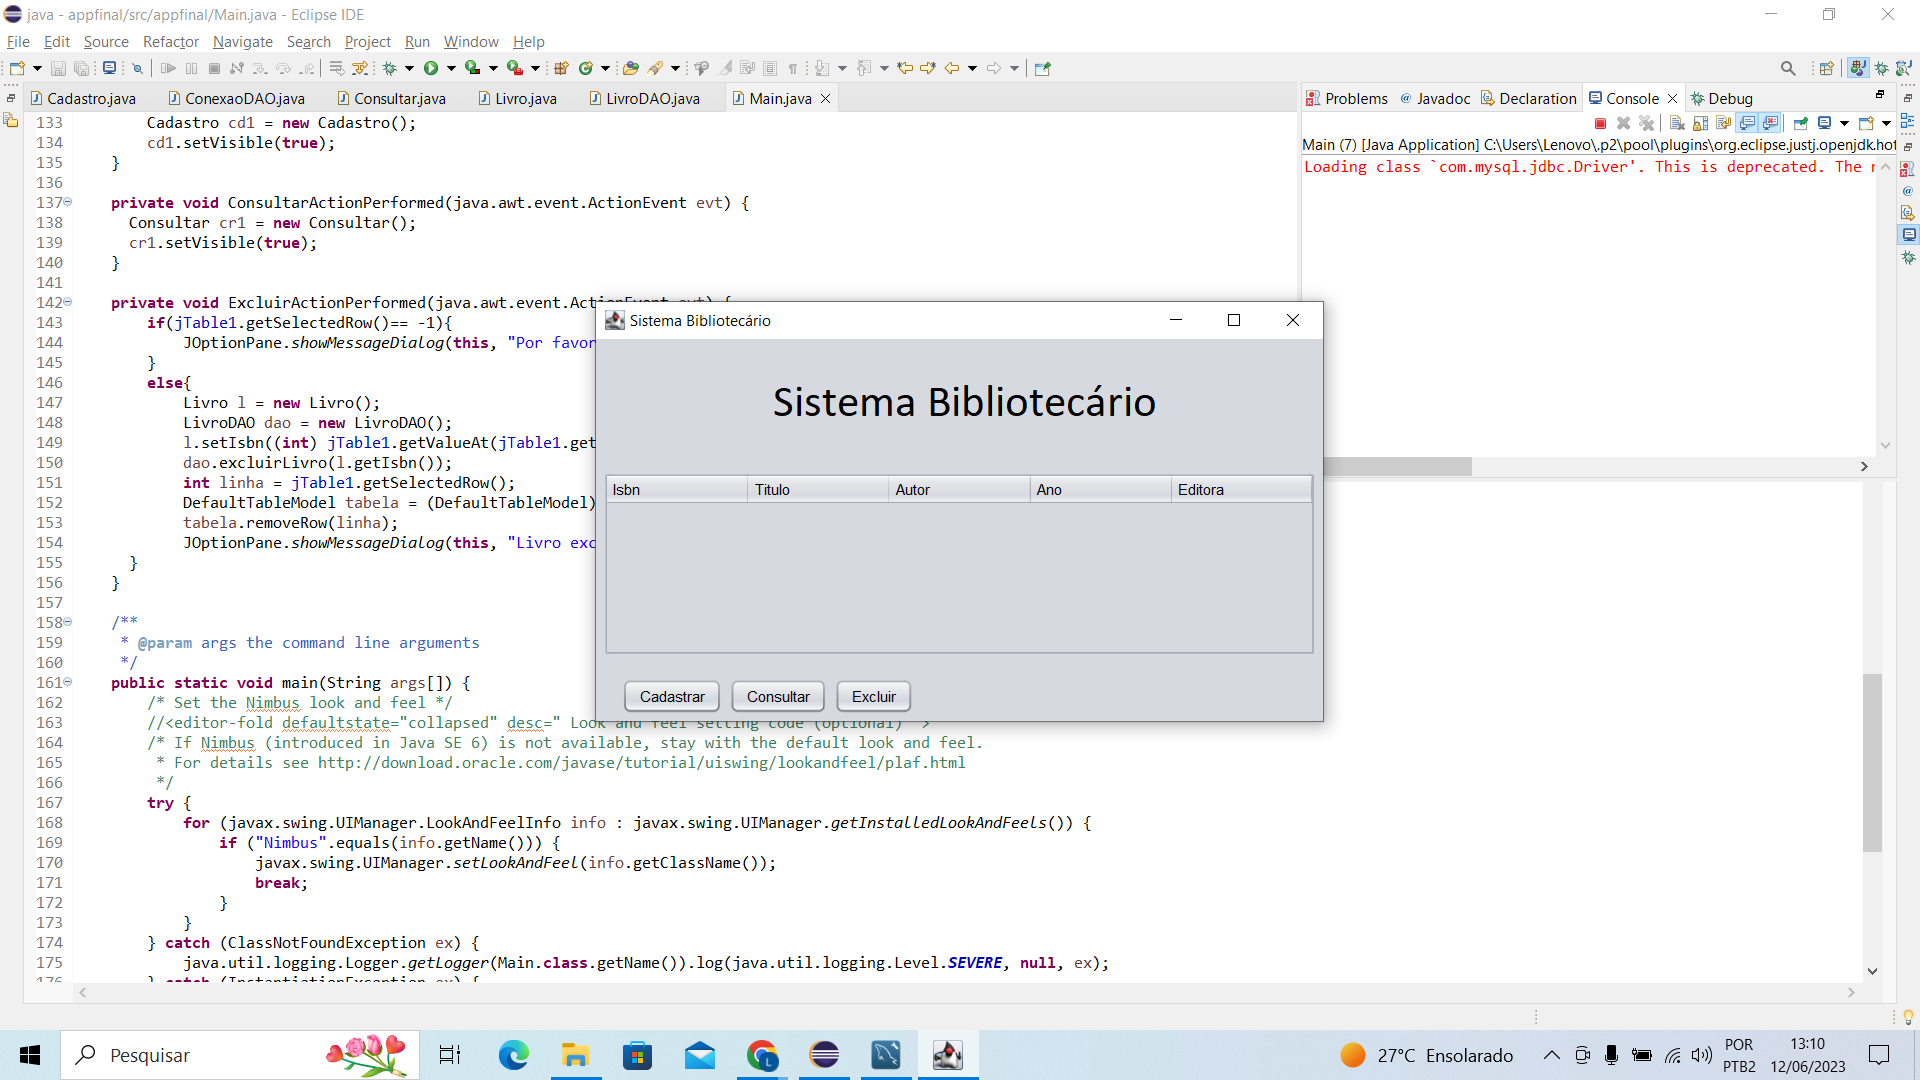 java - appfinal/src/appfinal/Main.java - Eclipse IDE
File Edit Source Refactor Navigate Search Project Run Window Help
Cadastro.java ConexaoDAO.java Consultar.java Livro.java LivroDAO.java Main.java
Problems Javadoc Declaration Console Debug
Main (7) [Java Application] C:\Users\Lenovo\.p2\pool\plugins\org.eclipse.justj.openjdk.hot
Loading class `com.mysql.jdbc.Driver'. This is deprecated. The
133 Cadastro cd1 = new Cadastro();
134 cd1.setVisible(true);
135 }
136
137 private void ConsultarActionPerformed(java.awt.event.ActionEvent evt) {
138 Consultar cr1 = new Consultar();
139 cr1.setVisible(true);
140 }
141
142 private void ExcluirActionPerformed(java.awt.event.ActionEvent evt) {
143 if(jTable1.getSelectedRow()== -1){
144 JOptionPane.showMessageDialog(this, "Por favor
145 }
146 else{
147 Livro l = new Livro();
148 LivroDAO dao = new LivroDAO();
149 l.setIsbn((int) jTable1.getValueAt(jTable1.get
150 dao.excluirLivro(l.getIsbn());
151 int linha = jTable1.getSelectedRow();
152 DefaultTableModel tabela = (DefaultTableModel)
153 tabela.removeRow(linha);
154 JOptionPane.showMessageDialog(this, "Livro exc
155 }
156 }
157
158 /**
159 * @param args the command line arguments
160 */
161 public static void main(String args[]) {
162 /* Set the Nimbus look and feel */
163 //<editor-fold defaultstate="collapsed" desc=" Look and feel setting code (optional) ">
164 /* If Nimbus (introduced in Java SE 6) is not available, stay with the default look and feel.
165 * For details see http://download.oracle.com/javase/tutorial/uiswing/lookandfeel/plaf.html
166 */
167 try {
168 for (javax.swing.UIManager.LookAndFeelInfo info : javax.swing.UIManager.getInstalledLookAndFeels()) {
169 if ("Nimbus".equals(info.getName())) {
170 javax.swing.UIManager.setLookAndFeel(info.getClassName());
171 break;
172 }
173 }
174 } catch (ClassNotFoundException ex) {
175 java.util.logging.Logger.getLogger(Main.class.getName()).log(java.util.logging.Level.SEVERE, null, ex);
176 } catch (InstantiationException ex) {
Sistema Bibliotecário
Sistema Bibliotecário
Isbn Titulo Autor Ano Editora
Cadastrar Consultar Excluir
Pesquisar
27°C Ensolarado
POR
PTB2
13:10
12/06/2023